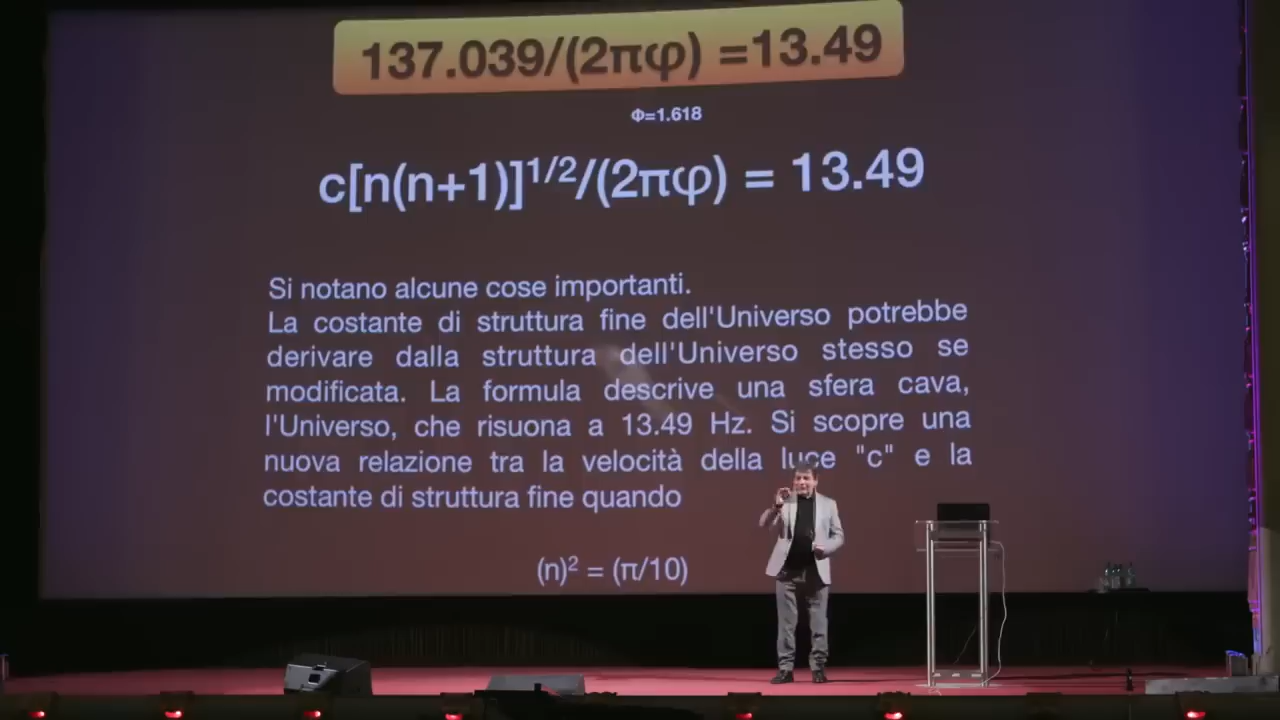 137.039/(2πφ) =13.49
Φ=1.618
c[n(n+1)]¹/²/(2πφ) = 13.49
Si notano alcune cose importanti.
La costante di struttura fine dell'Universo potrebbe
derivare dalla struttura dell'Universo stesso se
modificata. La formula descrive una sfera cava,
l'Universo, che risuona a 13.49 Hz. Si scopre una
nuova relazione tra la velocità della luce "c" e la
costante di struttura fine quando
(n)² = (π/10)